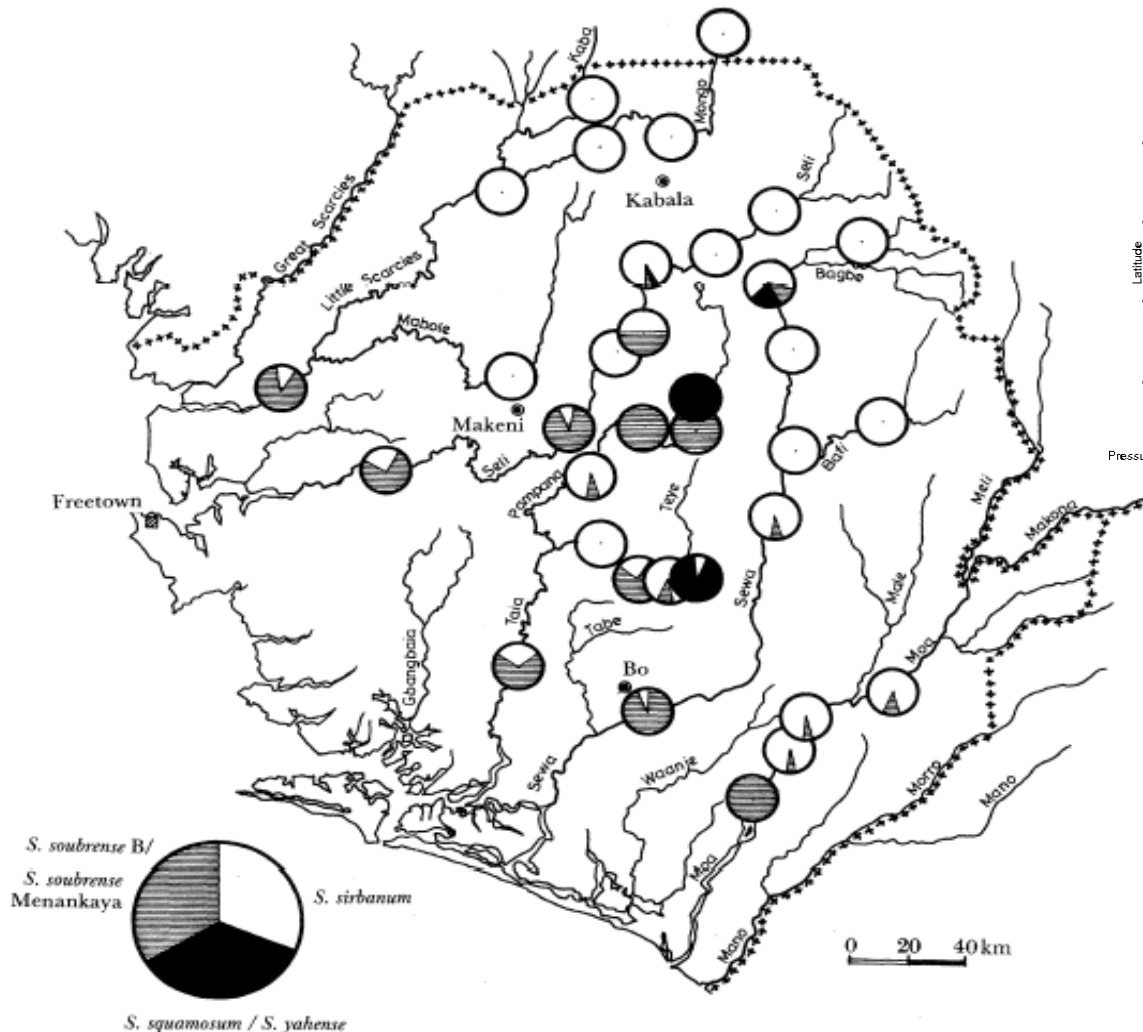 Kaba
Monga
Kabala
Seli
Great Scarcies
Little Scarcies
Bagbe
Latitude
Mabole
Makeni
Seli
Pampana
Teye
Bafi
Pressu
Freetown
Meli
Makona
Sewa
Male
Taia
Tabe
Gbangbaia
Bo
Moa
Sewa
Waanje
Morro
Mano
Moa
Mano
S. soubrense B/
S. soubrense
Menankaya
S. sirbanum
S. squamosum / S. yahense
0 20 40 km